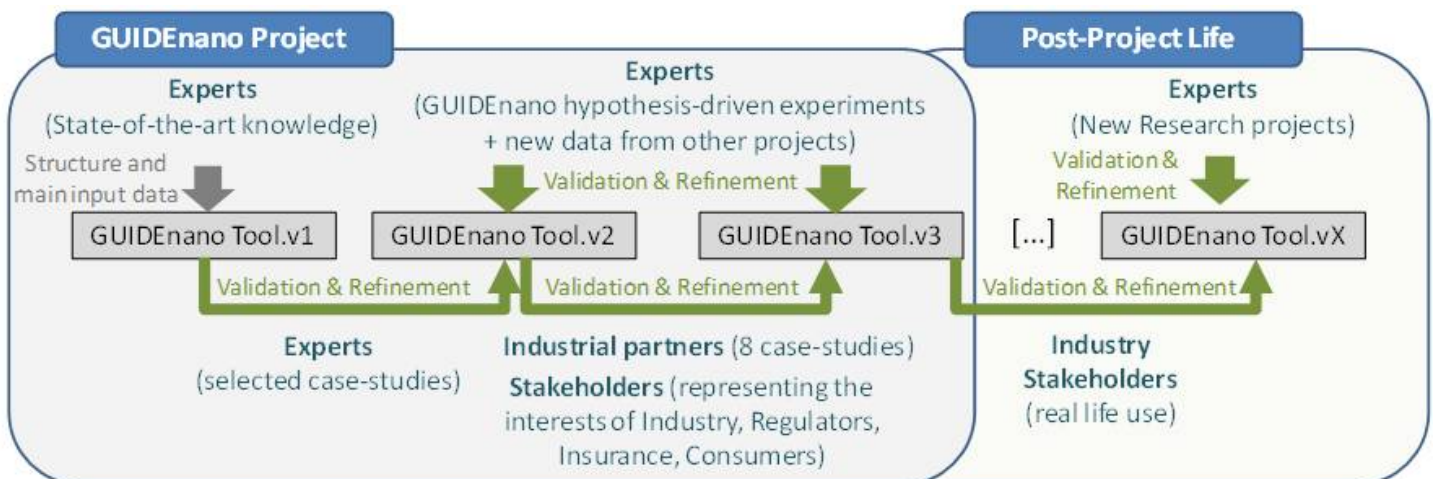 GUIDEnano Project
Post-Project Life
Experts
(State-of-the-art knowledge)
Experts
(GUIDEnano hypothesis-driven experiments
+ new data from other projects)
Experts
(New Research projects)
Structure and
main input data
Validation & Refinement
Validation &
Refinement
GUIDEnano Tool.v1
GUIDEnano Tool.v2
GUIDEnano Tool.v3
[...]
GUIDEnano Tool.vX
Validation & Refinement
Validation & Refinement
Validation & Refinement
Experts
(selected case-studies)
Industrial partners (8 case-studies)
Stakeholders (representing the
interests of Industry, Regulators,
Insurance, Consumers)
Industry
Stakeholders
(real life use)